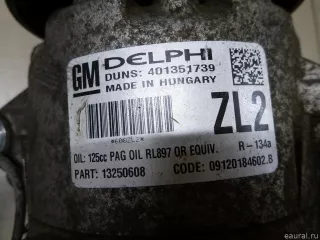 GM DELPHI
DUNS: 401351739
MADE IN HUNGARY
ZL2
OIL: 125cc PAG OIL RL897 OR EQUIV. R-134a
PART: 13250608 CODE: 09120184602.B
eaural.ru